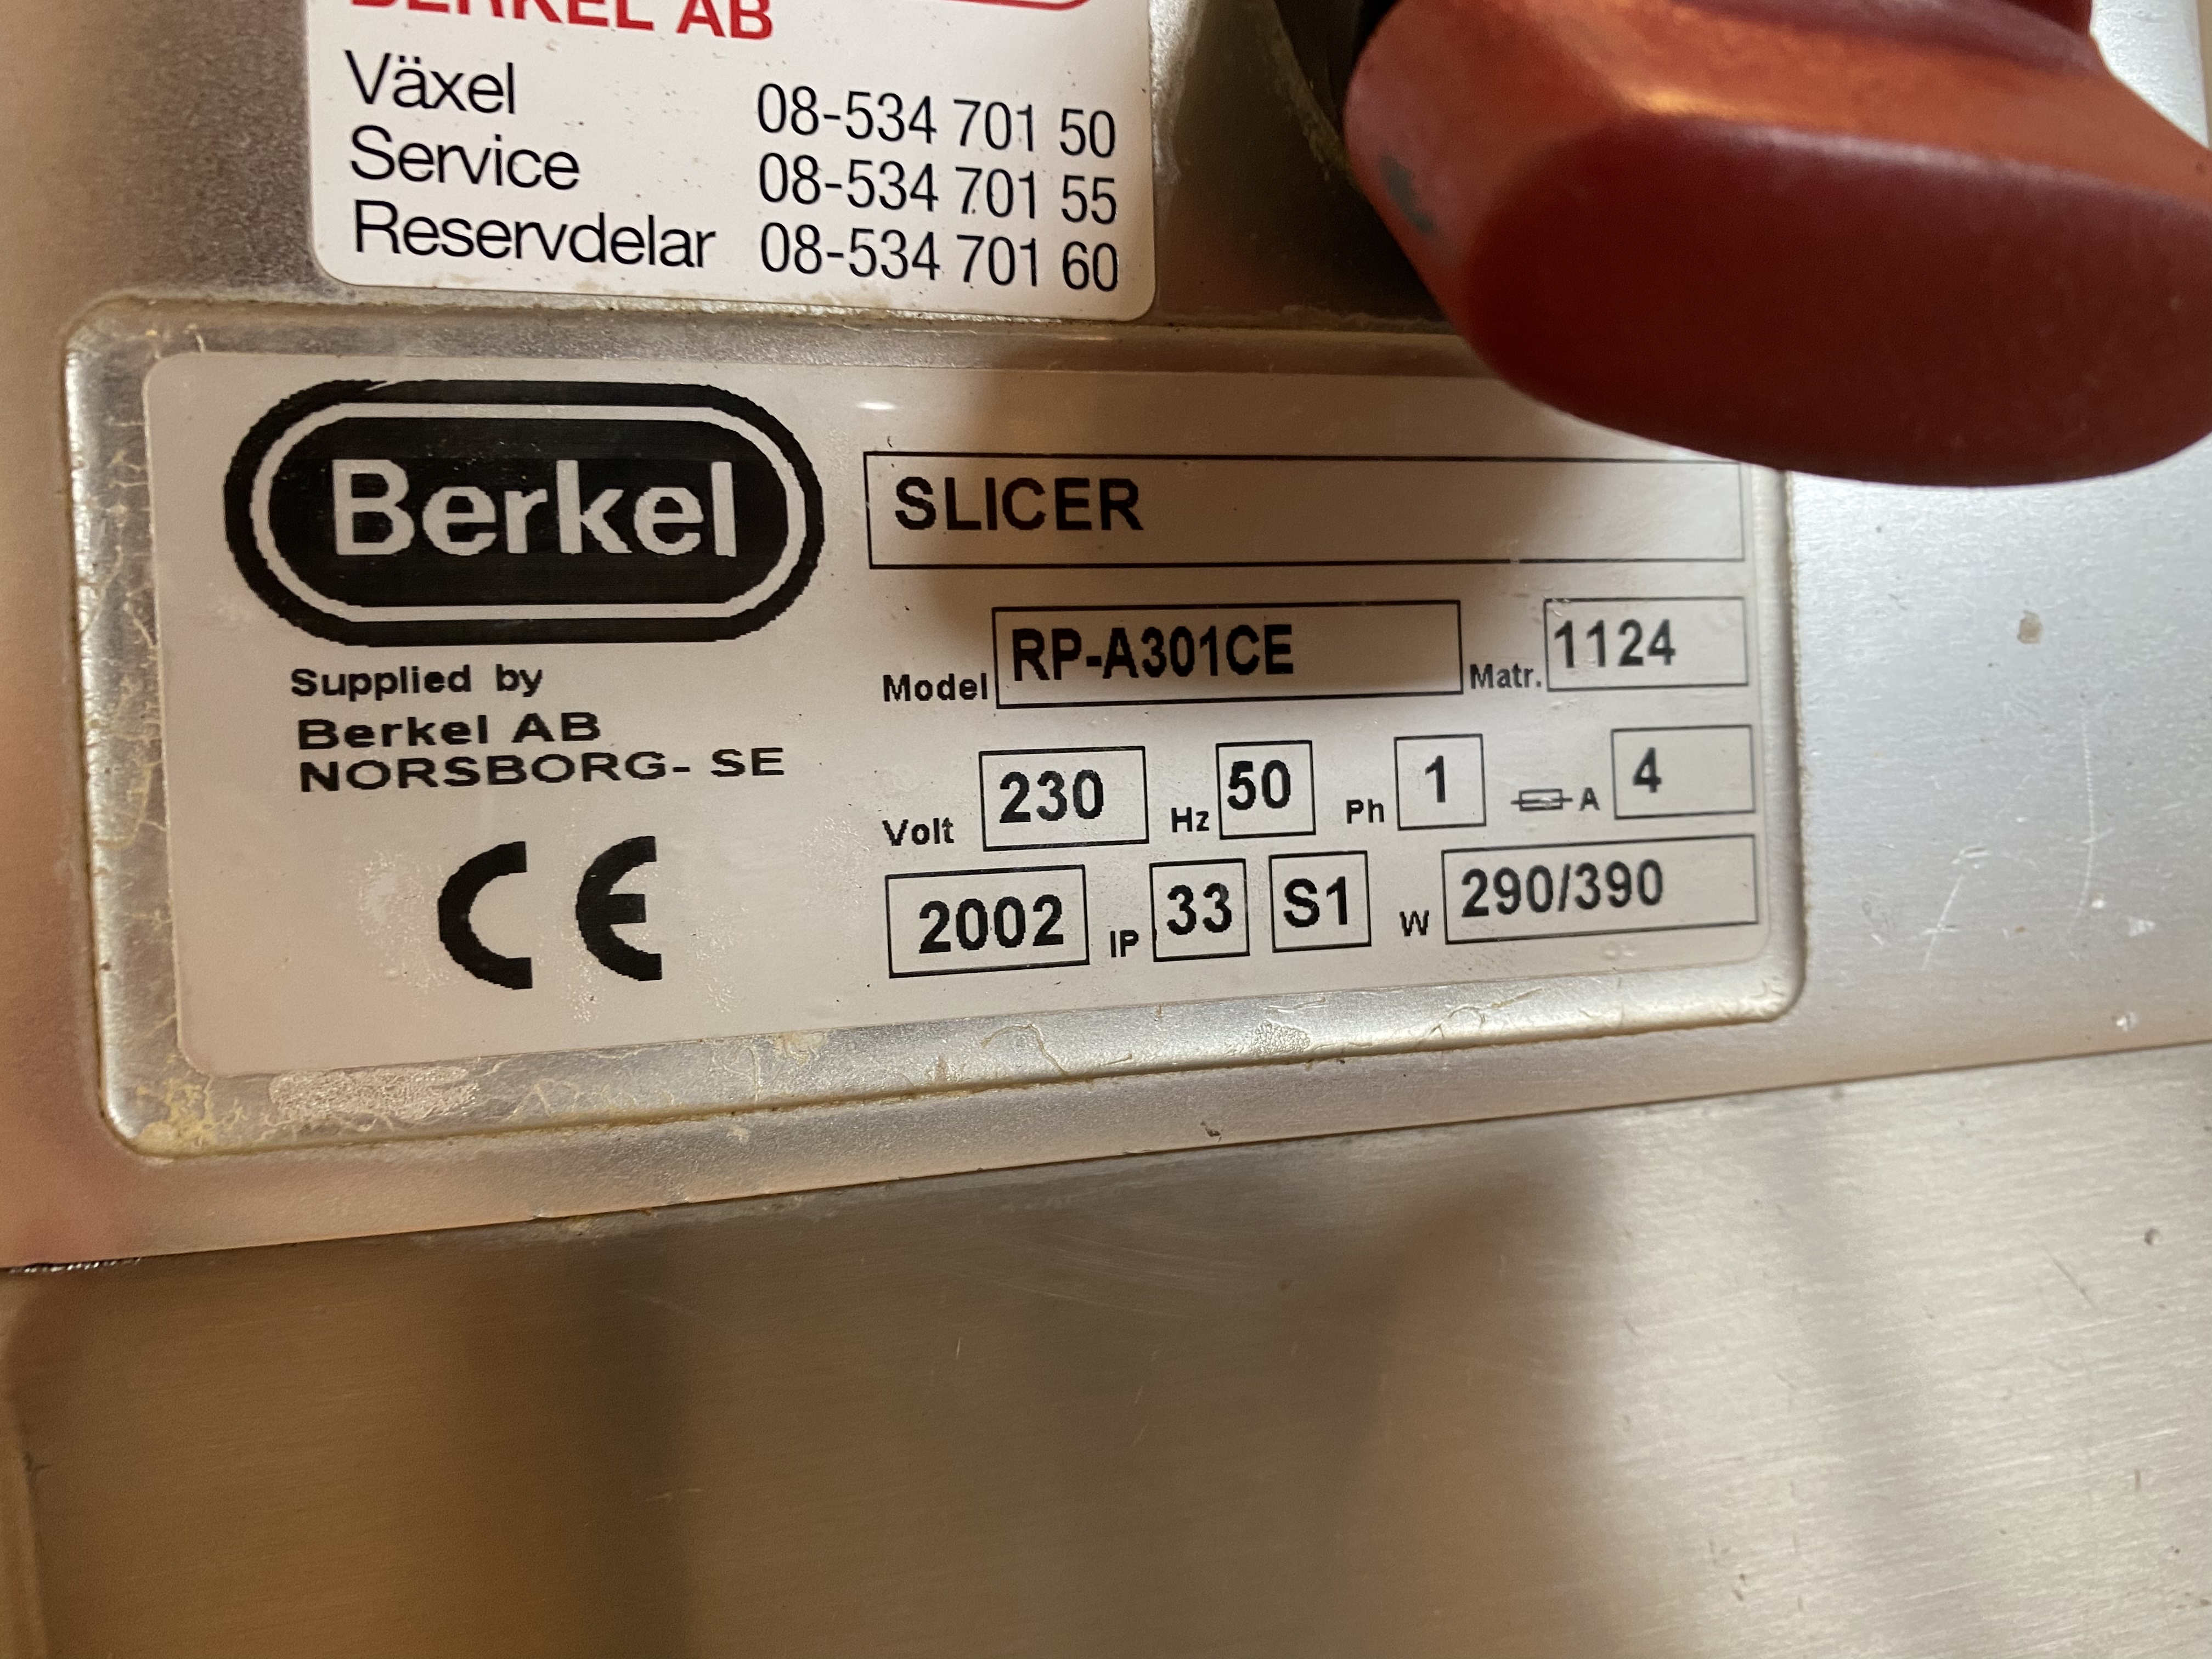 BERKEL AB
Växel 08-534 701 50
Service 08-534 701 55
Reservdelar 08-534 701 60
Berkel
SLICER
Supplied by
Berkel AB
NORSBORG- SE
CE
Model RP-A301CE Matr. 1124
Volt 230 Hz 50 Ph 1 A 4
2002 IP 33 S1 W 290/390